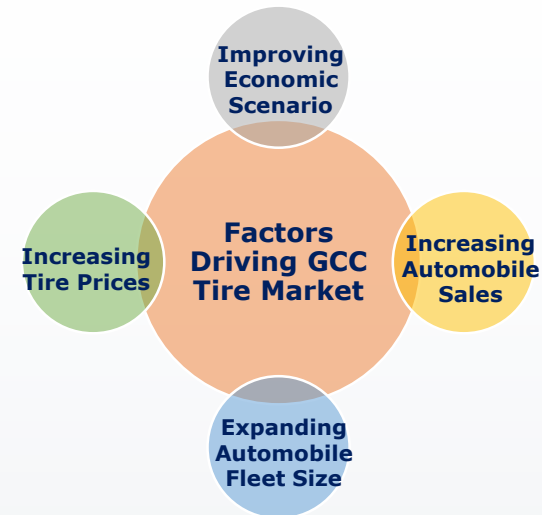 Improving
Economic
Scenario
Factors
Driving GCC
Tire Market
Increasing
Tire Prices
Increasing
Automobile
Sales
Expanding
Automobile
Fleet Size